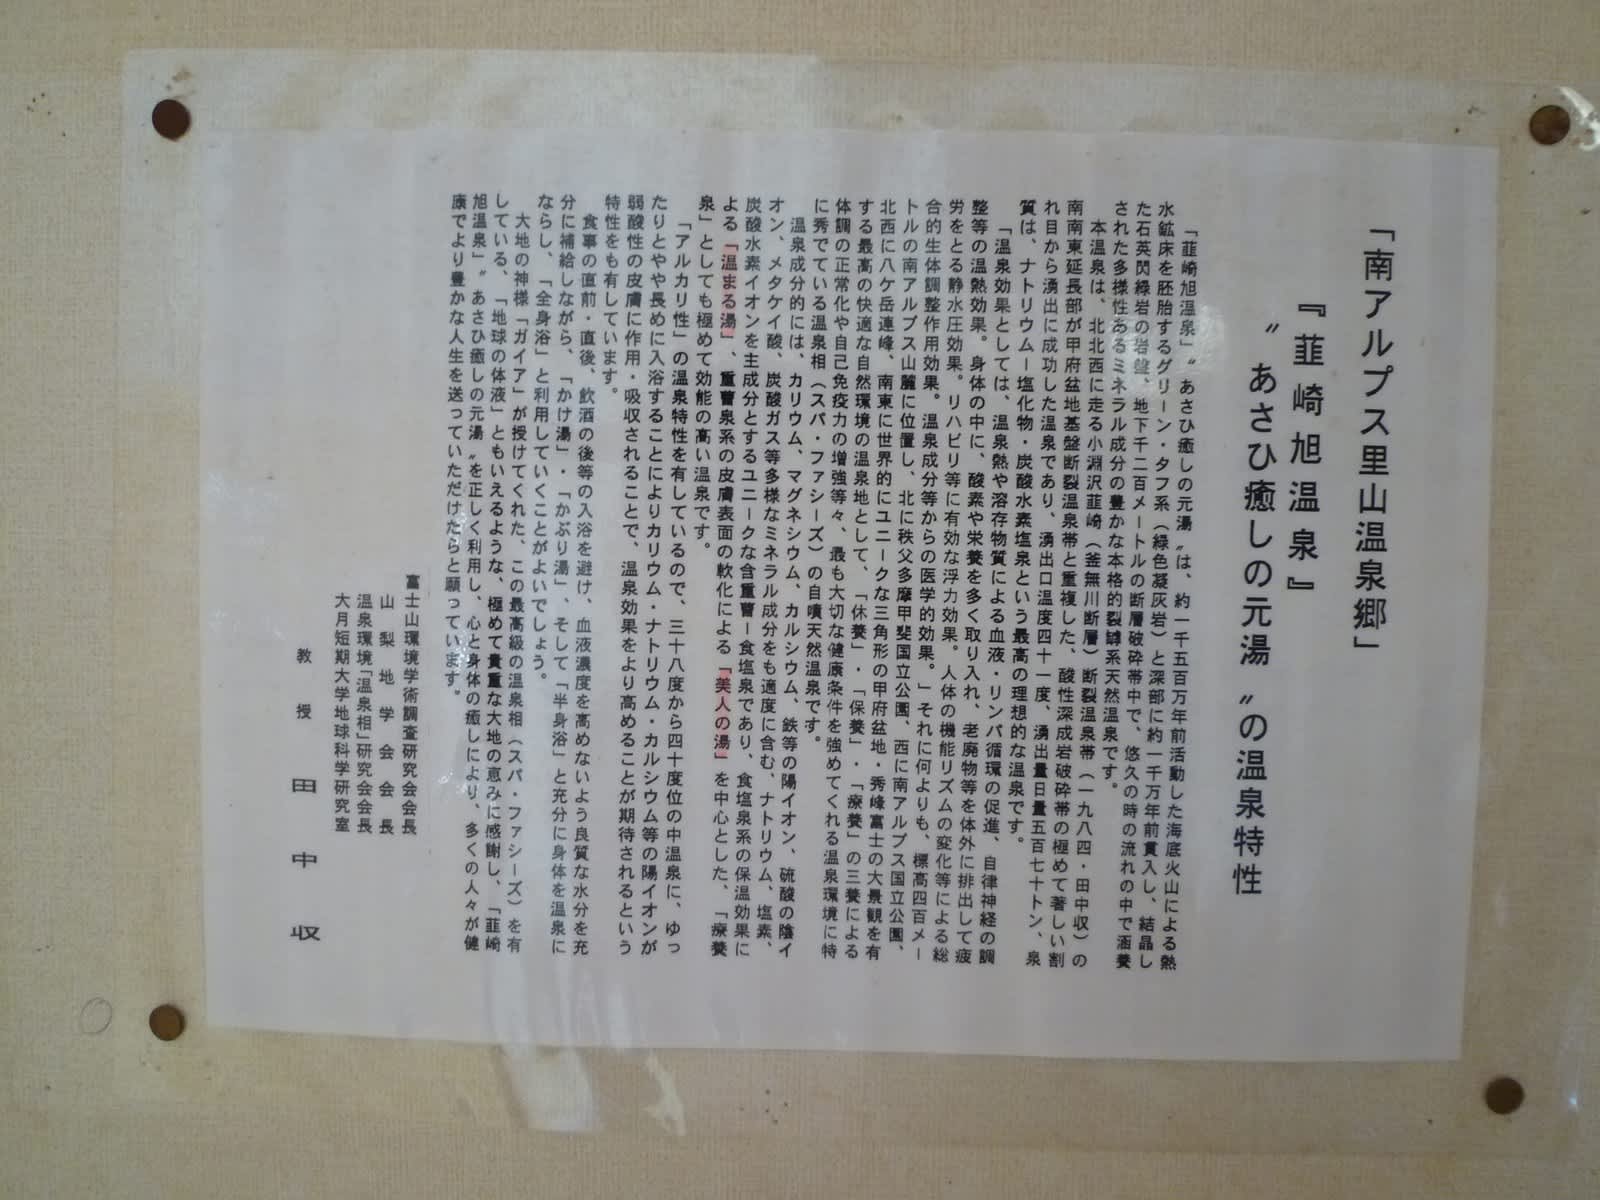 「南アルプス里山温泉郷」
『韮崎旭温泉』
〝あさひ癒しの元湯〟の温泉特性
「韮崎旭温泉」〝あさひ癒しの元湯〟は、約一千五百万年前活動した海底火山による熱
水鉱床を胚胎するグリーン・タフ系（緑色凝灰岩）と深部に約一千万年前貫入し、結晶し
た石英閃緑岩の岩盤、地下千二百メートルの断層破砕帯中で、悠久の時の流れの中で涵養
された多様性あるミネラル成分の豊かな本格的裂罅系天然温泉です。
本温泉は、北北西に走る小淵沢韮崎（釜無川断層）断裂温泉帯（一九八四・田中収）の
南南東延長部が甲府盆地基盤断裂温泉帯と重複した、酸性深成岩破砕帯の極めて著しい割
れ目から湧出に成功した温泉であり、湧出口温度四十一度、湧出量日量五百七十トン、泉
質は、ナトリウム－塩化物・炭酸水素塩泉という最高の理想的な温泉です。
「温泉効果としては、温泉熱や溶存物質による血液・リンパ循環の促進、自律神経の調
整等の温熱効果。身体の中に、酸素や栄養を多く取り入れ、老廃物等を体外に排出して疲
労をとる静水圧効果。リハビリ等に有効な浮力効果。人体の機能リズムの変化等による総
合的生体調整作用効果。温泉成分等からの医学的効果。」それに何よりも、標高四百メー
トルの南アルプス山麓に位置し、北に秩父多摩甲斐国立公園、西に南アルプス国立公園、
北西に八ケ岳連峰、南東に世界的にユニークな三角形の甲府盆地・秀峰富士の大景観を有
する最高の快適な自然環境の温泉地として、「休養」・「保養」・「療養」の三養による
体調の正常化や自己免疫力の増強等々、最も大切な健康条件を強めてくれる温泉環境に特
に秀でている温泉相（スパ・ファシーズ）の自噴天然温泉です。
温泉成分的には、カリウム、マグネシウム、カルシウム、鉄等の陽イオン、硫酸の陰イ
オン、メタケイ酸、炭酸ガス等多様なミネラル成分をも適度に含む、ナトリウム、塩素、
炭酸水素イオンを主成分とするユニークな含重曹－食塩泉であり、食塩泉系の保温効果に
よる「温まる湯」、重曹泉系の皮膚表面の軟化による「美人の湯」を中心とした、「療養
泉」としても極めて効能の高い温泉です。
「アルカリ性」の温泉特性を有しているので、三十八度から四十度位の中温泉に、ゆっ
たりとやや長めに入浴することによりカリウム・ナトリウム・カルシウム等の陽イオンが
弱酸性の皮膚に作用・吸収されることで、温泉効果をより高めることが期待されるという
特性をも有しています。
食事の直前・直後、飲酒の後等の入浴を避け、血液濃度を高めないよう良質な水分を充
分に補給しながら、「かけ湯」・「かぶり湯」、そして「半身浴」と充分に身体を温泉に
ならし、「全身浴」と利用していくことがよいでしょう。
大地の神様「ガイア」が授けてくれた、この最高級の温泉相（スパ・ファシーズ）を有
している、「地球の体液」ともいえるような、極めて貴重な大地の恵みに感謝し、「韮崎
旭温泉」〝あさひ癒しの元湯〟を正しく利用し、心と身体の癒しにより、多くの人々が健
康でより豊かな人生を送っていただけたらと願っています。
富士山環境学術調査研究会会長
山梨地学会会長
温泉環境「温泉相」研究会会長
大月短期大学地球科学研究室
教授 田中収